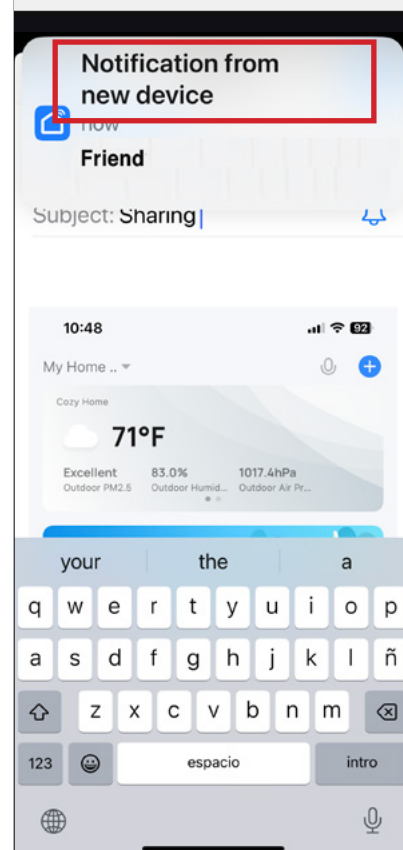 Notification from
new device
now
Friend
Subject: Sharing
10:48
92
My Home ..
Cozy Home
71°F
Excellent 83.0% 1017.4hPa
Outdoor PM2.5 Outdoor Humid... Outdoor Air Pr...
your the a
q w e r t y u i o p
a s d f g h j k l ñ
z x c v b n m
123 espacio intro